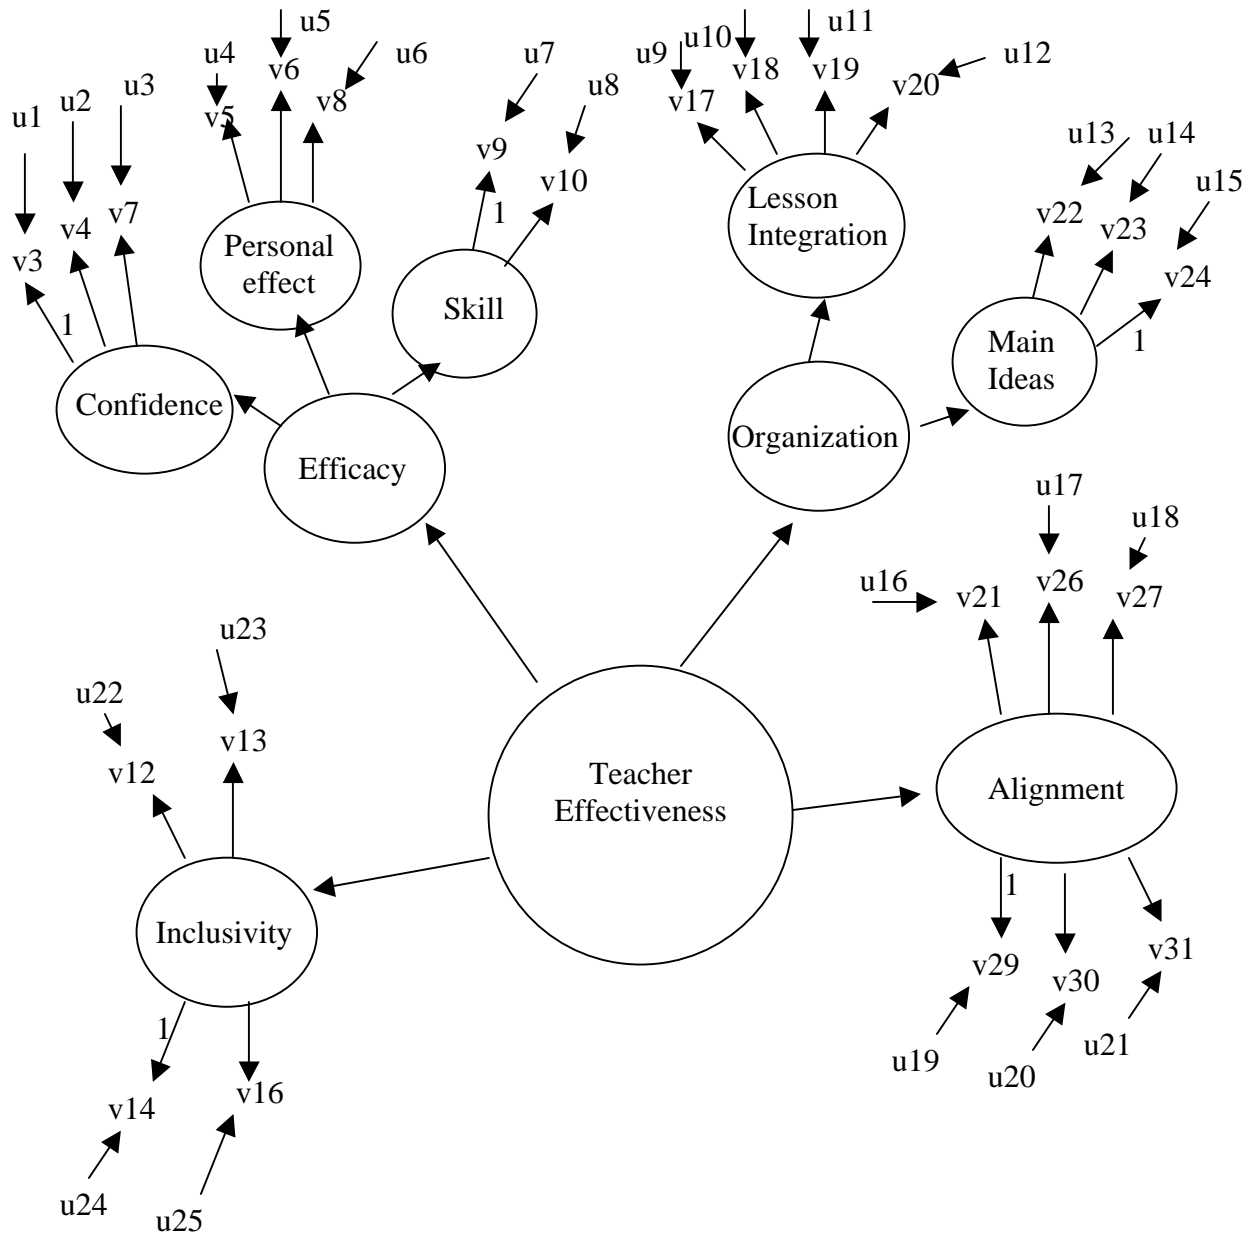 u5
u11
u4
u6
u7
u9
u10
u12
v6
v18
v19
u1
u2
u3
v5
v8
u8
v17
v20
v9
u13
u14
v10
u15
v3
v4
v7
1
Lesson
Integration
v22
v23
v24
Personal
effect
1
Skill
1
Main
Ideas
Confidence
Organization
Efficacy
u17
u18
u16
v21
v26
v27
u23
u22
v13
v12
Teacher
Effectiveness
Alignment
1
Inclusivity
v29
v30
v31
1
u19
u20
u21
v14
v16
u24
u25